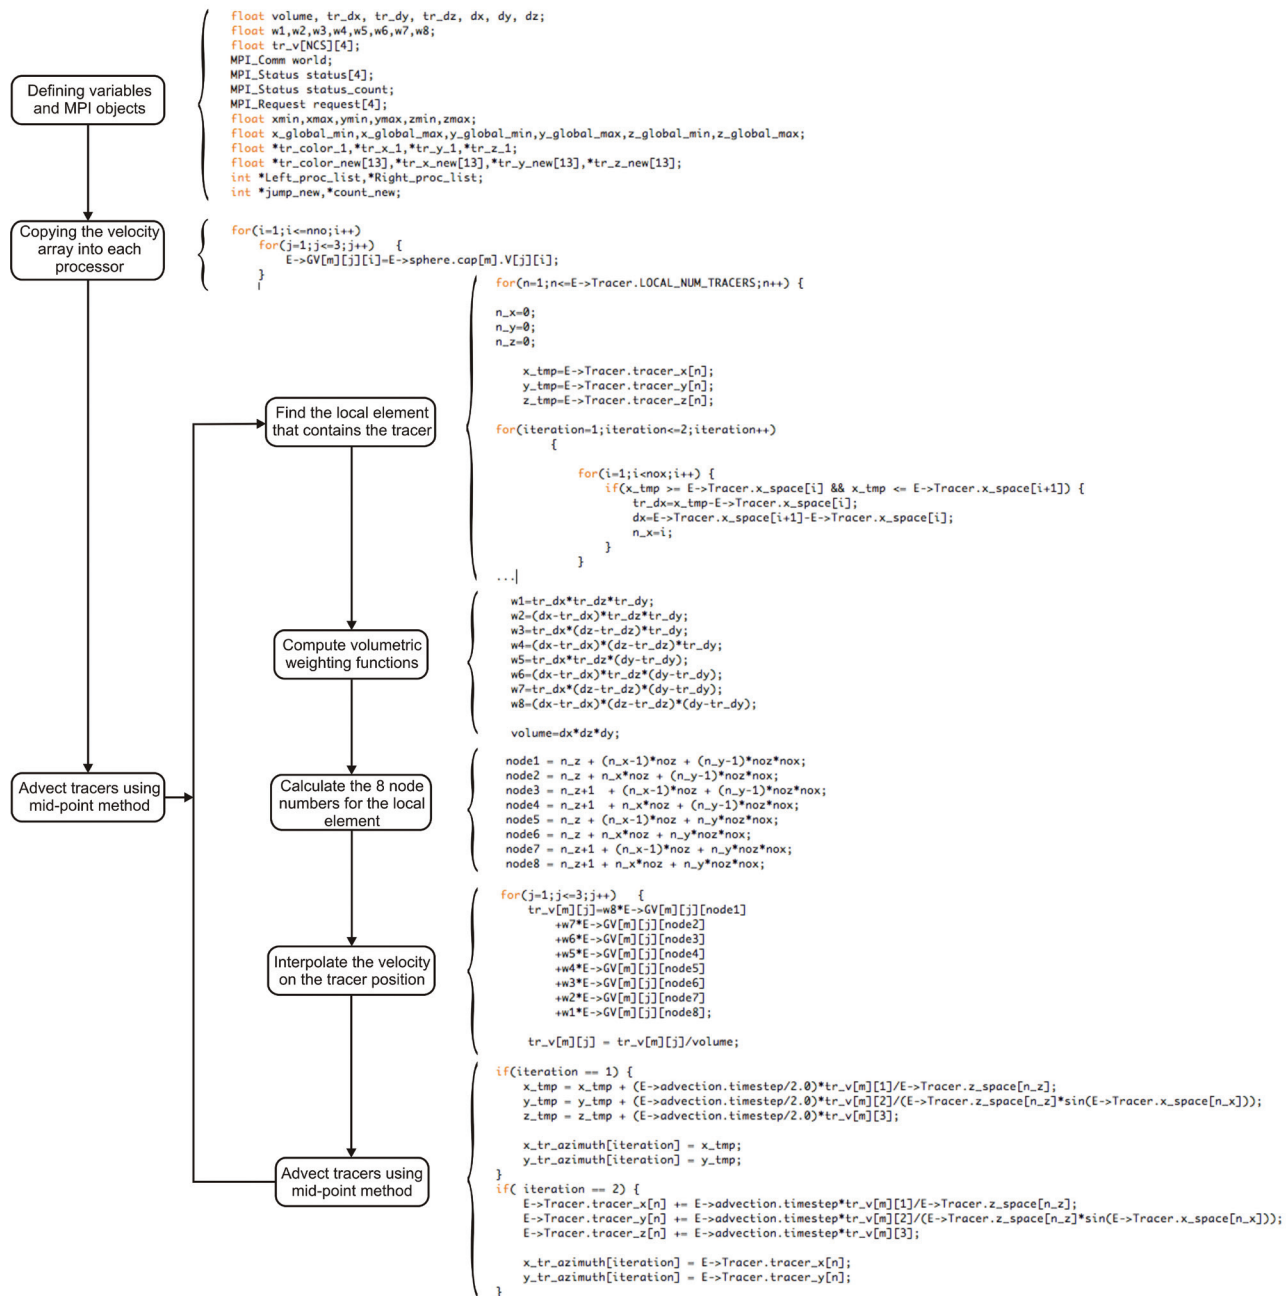 float volume, tr_dx, tr_dy, tr_dz, dx, dy, dz;
float w1,w2,w3,w4,w5,w6,w7,w8;
float tr_v[NCS][4];
MPI_Comm world;
MPI_Status status[4];
MPI_Status status_count;
MPI_Request request[4];
float xmin,xmax,ymin,ymax,zmin,zmax;
float x_global_min,x_global_max,y_global_min,y_global_max,z_global_min,z_global_max;
float *tr_color_1,*tr_x_1,*tr_y_1,*tr_z_1;
float *tr_color_new[13],*tr_x_new[13],*tr_y_new[13],*tr_z_new[13];
int *Left_proc_list,*Right_proc_list;
int *jump_new,*count_new;
Defining variables
and MPI objects
Copying the velocity
array into each
processor
for(i=1;i<=nno;i++)
for(j=1;j<=3;j++) {
E->GV[m][j][i]=E->sphere.cap[m].V[j][i];
}
for(n=1;n<=E->Tracer.LOCAL_NUM_TRACERS;n++) {
n_x=0;
n_y=0;
n_z=0;
x_tmp=E->Tracer.tracer_x[n];
y_tmp=E->Tracer.tracer_y[n];
z_tmp=E->Tracer.tracer_z[n];
Find the local element
that contains the tracer
for(iteration=1;iteration<=2;iteration++)
{
for(i=1;i<nox;i++) {
if(x_tmp >= E->Tracer.x_space[i] && x_tmp <= E->Tracer.x_space[i+1]) {
tr_dx=x_tmp-E->Tracer.x_space[i];
dx=E->Tracer.x_space[i+1]-E->Tracer.x_space[i];
n_x=i;
}
}
...
w1=tr_dx*tr_dz*tr_dy;
w2=(dx-tr_dx)*tr_dz*tr_dy;
w3=tr_dx*(dz-tr_dz)*tr_dy;
w4=(dx-tr_dx)*(dz-tr_dz)*tr_dy;
w5=tr_dx*tr_dz*(dy-tr_dy);
w6=(dx-tr_dx)*tr_dz*(dy-tr_dy);
w7=tr_dx*(dz-tr_dz)*(dy-tr_dy);
w8=(dx-tr_dx)*(dz-tr_dz)*(dy-tr_dy);
volume=dx*dz*dy;
Compute volumetric
weighting functions
node1 = n_z + (n_x-1)*noz + (n_y-1)*noz*nox;
node2 = n_z + n_x*noz + (n_y-1)*noz*nox;
node3 = n_z+1 + (n_x-1)*noz + (n_y-1)*noz*nox;
node4 = n_z+1 + n_x*noz + (n_y-1)*noz*nox;
node5 = n_z + (n_x-1)*noz + n_y*noz*nox;
node6 = n_z + n_x*noz + n_y*noz*nox;
node7 = n_z+1 + (n_x-1)*noz + n_y*noz*nox;
node8 = n_z+1 + n_x*noz + n_y*noz*nox;
Advect tracers using
mid-point method
Calculate the 8 node
numbers for the local
element
for(j=1;j<=3;j++) {
tr_v[m][j]=w8*E->GV[m][j][node1]
+w7*E->GV[m][j][node2]
+w6*E->GV[m][j][node3]
+w5*E->GV[m][j][node4]
+w4*E->GV[m][j][node5]
+w3*E->GV[m][j][node6]
+w2*E->GV[m][j][node7]
+w1*E->GV[m][j][node8];
tr_v[m][j] = tr_v[m][j]/volume;
Interpolate the velocity
on the tracer position
if(iteration == 1) {
x_tmp = x_tmp + (E->advection.timestep/2.0)*tr_v[m][1]/E->Tracer.z_space[n_z];
y_tmp = y_tmp + (E->advection.timestep/2.0)*tr_v[m][2]/(E->Tracer.z_space[n_z]*sin(E->Tracer.x_space[n_x]));
z_tmp = z_tmp + (E->advection.timestep/2.0)*tr_v[m][3];
x_tr_azimuth[iteration] = x_tmp;
y_tr_azimuth[iteration] = y_tmp;
}
Advect tracers using
mid-point method
if( iteration == 2) {
E->Tracer.tracer_x[n] += E->advection.timestep*tr_v[m][1]/E->Tracer.z_space[n_z];
E->Tracer.tracer_y[n] += E->advection.timestep*tr_v[m][2]/(E->Tracer.z_space[n_z]*sin(E->Tracer.x_space[n_x]));
E->Tracer.tracer_z[n] += E->advection.timestep*tr_v[m][3];
x_tr_azimuth[iteration] = E->Tracer.tracer_x[n];
y_tr_azimuth[iteration] = E->Tracer.tracer_y[n];
}